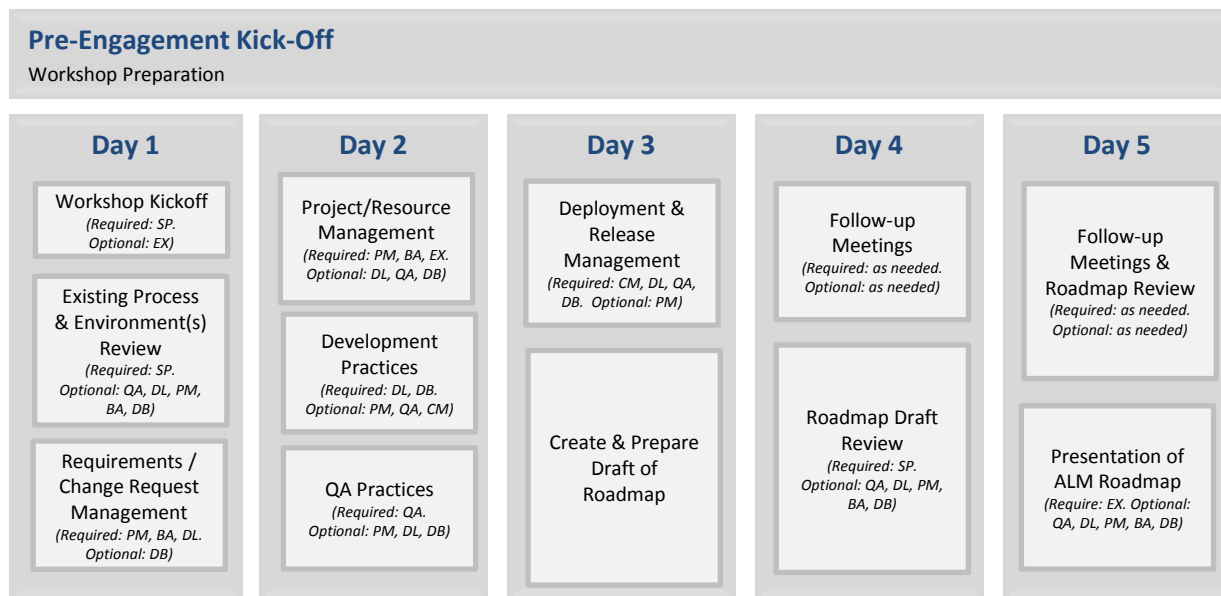 Pre-Engagement Kick-Off
Workshop Preparation
Day 1
Workshop Kickoff
(Required: SP.
Optional: EX)
Existing Process
& Environment(s)
Review
(Required: SP.
Optional: QA, DL, PM,
BA, DB)
Requirements /
Change Request
Management
(Required: PM, BA, DL.
Optional: DB)
Day 2
Project/Resource
Management
(Required: PM, BA, EX.
Optional: DL, QA, DB)
Development
Practices
(Required: DL, DB.
Optional: PM, QA, CM)
QA Practices
(Required: QA.
Optional: PM, DL, DB)
Day 3
Deployment &
Release
Management
(Required: CM, DL, QA,
DB.  Optional: PM)
Create & Prepare
Draft of
Roadmap
Day 4
Follow-up
Meetings
(Required: as needed.
Optional: as needed)
Roadmap Draft
Review
(Required: SP.
Optional: QA, DL, PM,
BA, DB)
Day 5
Follow-up
Meetings &
Roadmap Review
(Required: as needed.
Optional: as needed)
Presentation of
ALM Roadmap
(Require: EX. Optional:
QA, DL, PM, BA, DB)